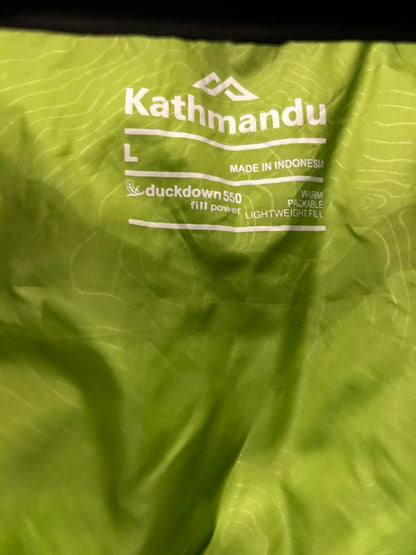 Kathmandu
L
MADE IN INDONESIA
duckdown 550
fill power
WARM
PACKABLE
LIGHTWEIGHT FILL